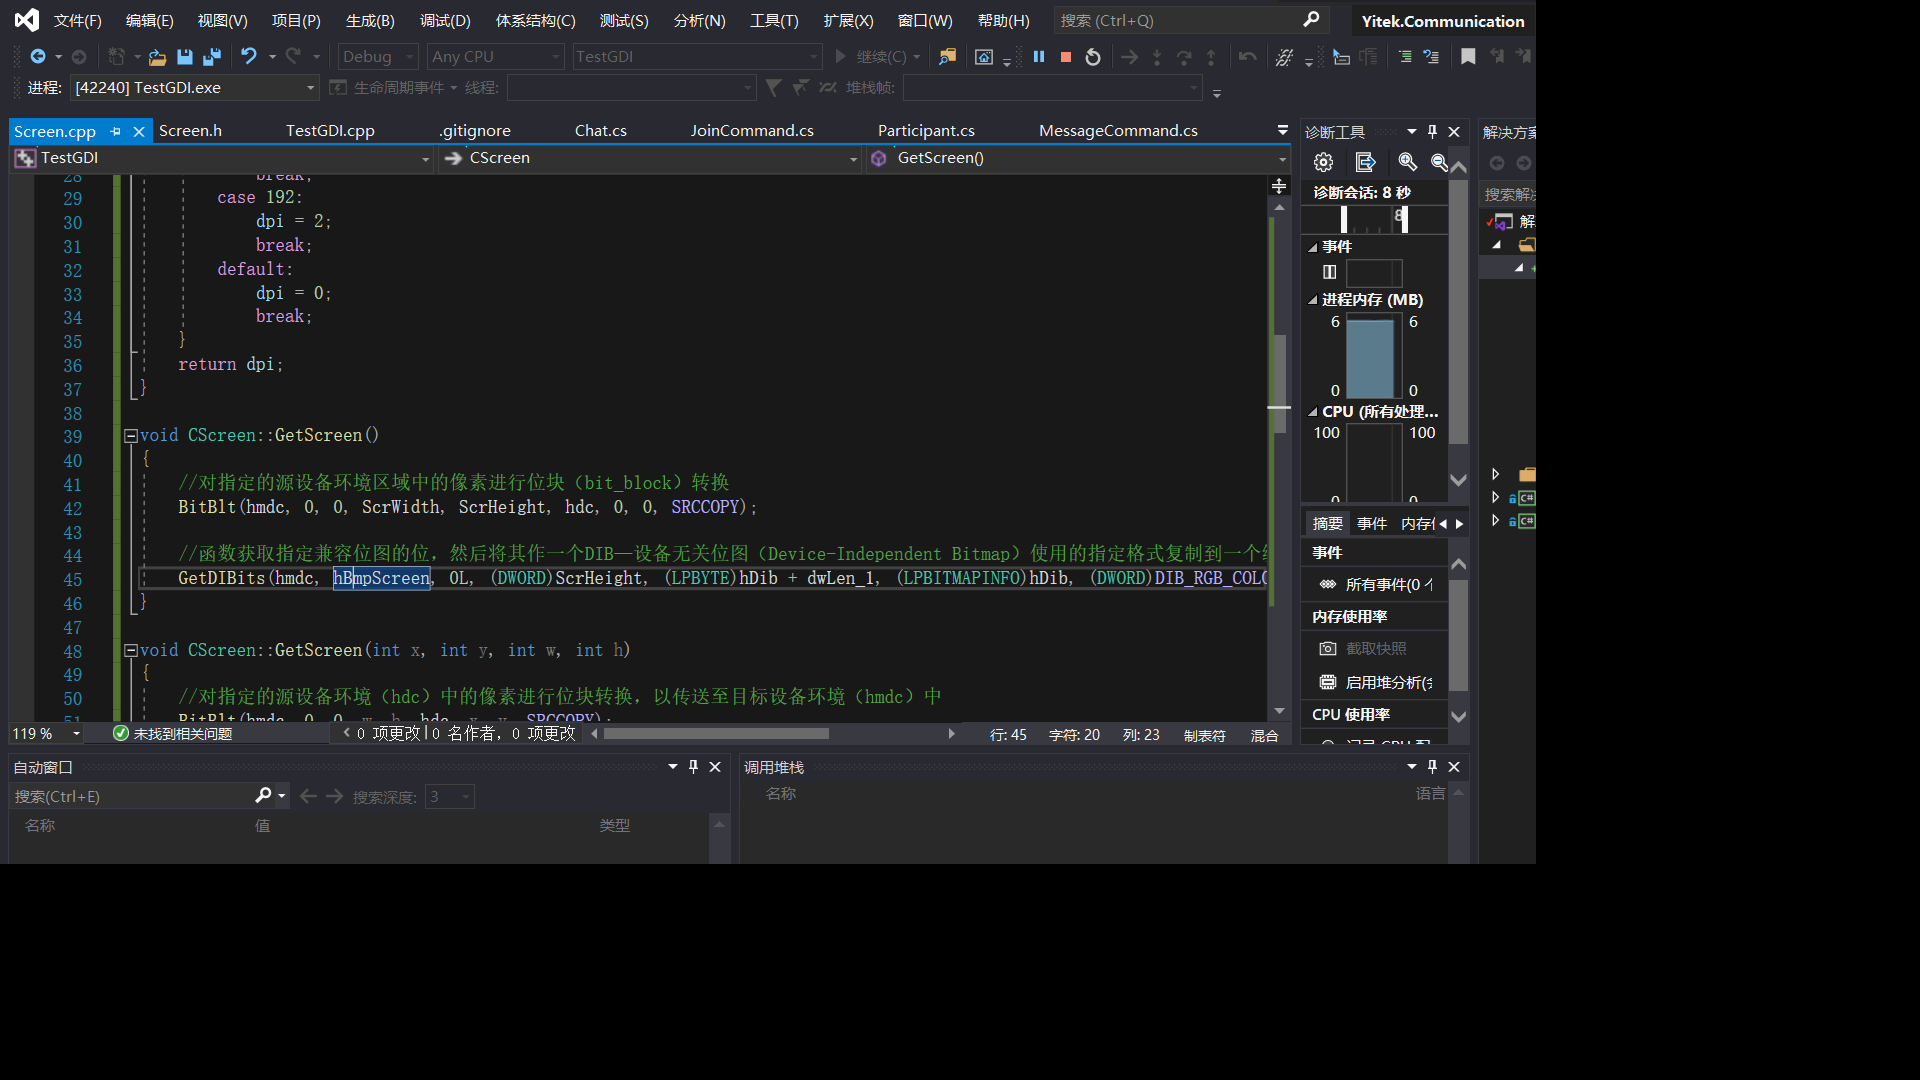 文件(F) 编辑(E) 视图(V) 项目(P) 生成(B) 调试(D) 体系结构(C) 测试(S) 分析(N) 工具(T) 扩展(X) 窗口(W) 帮助(H) 搜索 (Ctrl+Q) Yitek.Communication
Debug Any CPU TestGDI 继续(C)
进程: [42240] TestGDI.exe 生命周期事件 线程: 堆栈帧:
Screen.cpp Screen.h TestGDI.cpp .gitignore Chat.cs JoinCommand.cs Participant.cs MessageCommand.cs
TestGDI CScreen GetScreen()
28 break;
29 case 192:
30 dpi = 2;
31 break;
32 default:
33 dpi = 0;
34 break;
35 }
36 return dpi;
37 }
38
39 void CScreen::GetScreen()
40 {
41 //对指定的源设备环境区域中的像素进行位块（bit_block）转换
42 BitBlt(hmdc, 0, 0, ScrWidth, ScrHeight, hdc, 0, 0, SRCCOPY);
43
44 //函数获取指定兼容位图的位，然后将其作一个DIB—设备无关位图（Device-Independent Bitmap）使用的指定格式复制到一个
45 GetDIBits(hmdc, hBmpScreen, 0L, (DWORD)ScrHeight, (LPBYTE)hDib + dwLen_1, (LPBITMAPINFO)hDib, (DWORD)DIB_RGB_COLO
46 }
47
48 void CScreen::GetScreen(int x, int y, int w, int h)
49 {
50 //对指定的源设备环境（hdc）中的像素进行位块转换，以传送至目标设备环境（hmdc）中
51 BitBlt(hmdc, 0, 0, w, h, hdc, x, y, SRCCOPY);
119 % 未找到相关问题 0 项更改|0 名作者，0 项更改 行: 45 字符: 20 列: 23 制表符 混合
诊断工具
诊断会话: 8 秒
8
事件
进程内存 (MB)
6 6
0 0
CPU (所有处理...
100 100
0 0
摘要 事件 内存
事件
所有事件(0 个
内存使用率
截取快照
启用堆分析(
CPU 使用率
解决方案
搜索解决
解
C#
C#
自动窗口
搜索(Ctrl+E) 搜索深度: 3
名称 值 类型
调用堆栈
名称 语言